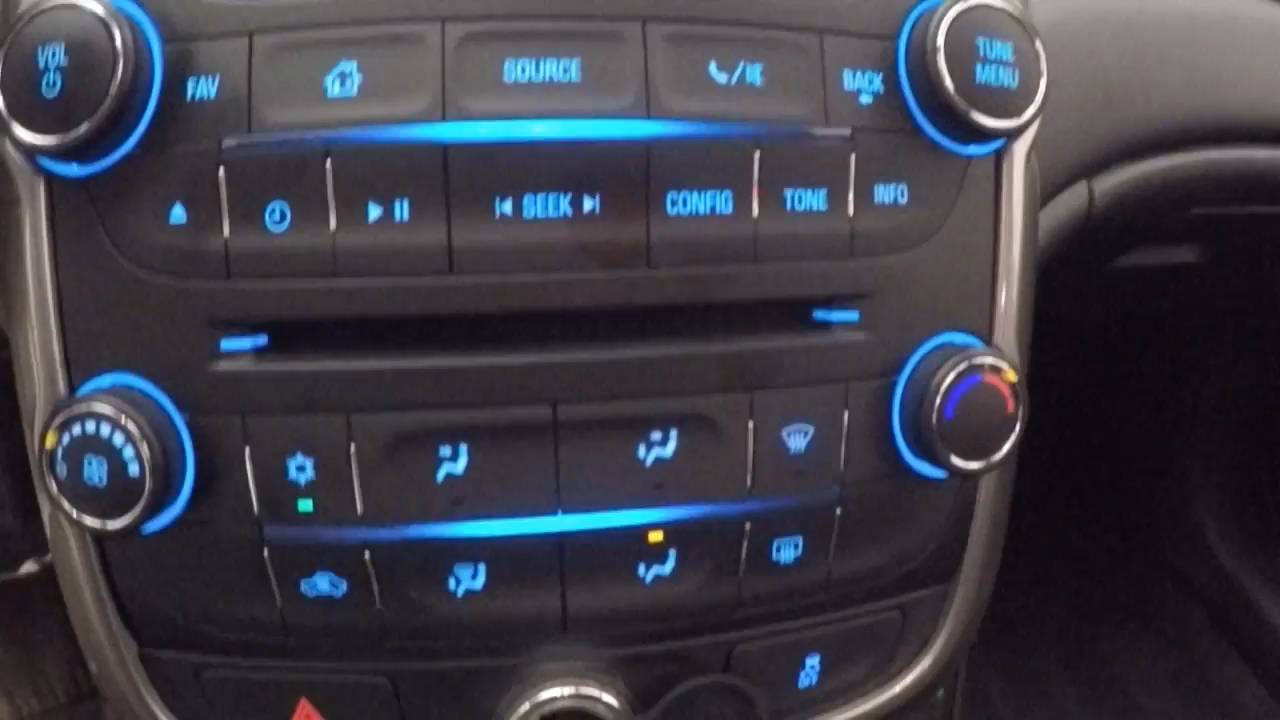 VOL
FAV
SOURCE
BACK
TUNE
MENU
SEEK
CONFIG
TONE
INFO